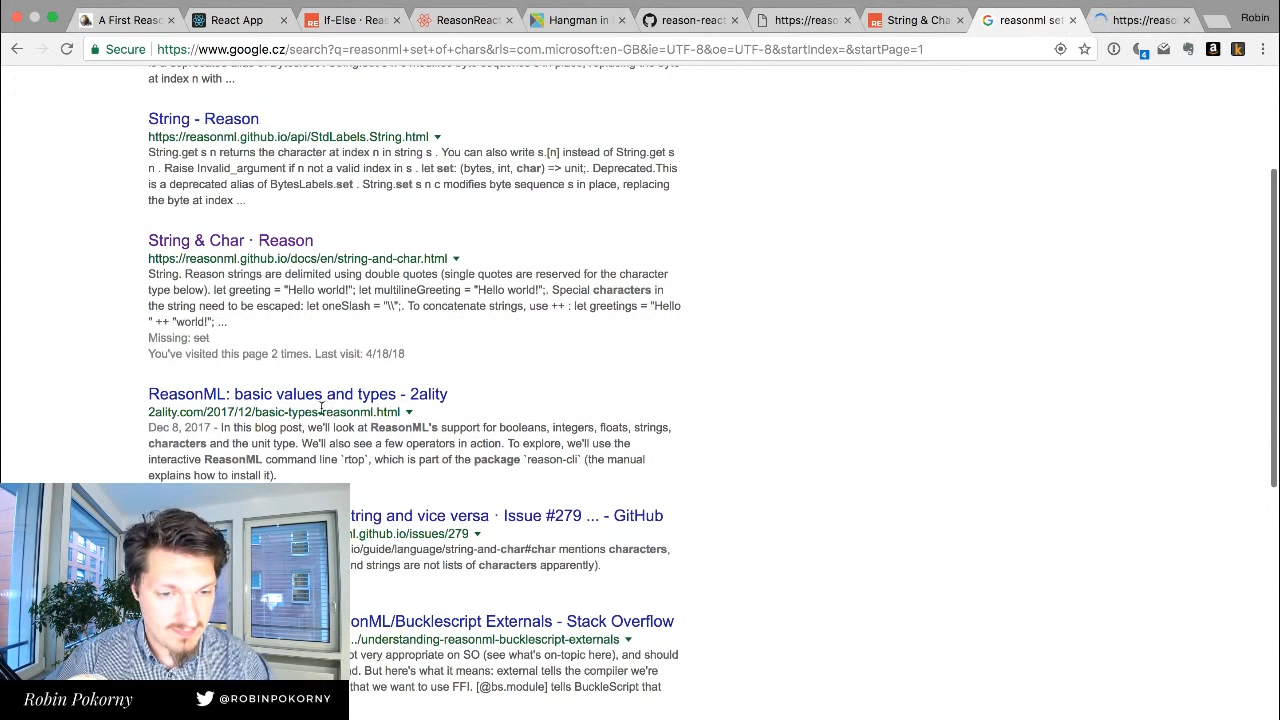 A First Reas
React App
If-Else · Reas
ReasonReact
Hangman in
reason-react
https://reaso
String & Char
reasonml set
https://reaso
Robin
Secure
https://www.google.cz/search?q=reasonml+set+of+chars&rls=com.microsoft:en-GB&ie=UTF-8&oe=UTF-8&startIndex=&startPage=1
at index n with ...
String - Reason
https://reasonml.github.io/api/StdLabels.String.html
String.get s n returns the character at index n in string s . You can also write s.[n] instead of String.get s
n . Raise Invalid_argument if n not a valid index in s . let set: (bytes, int, char) => unit;. Deprecated.This
is a deprecated alias of BytesLabels.set . String.set s n c modifies byte sequence s in place, replacing
the byte at index ...
String & Char · Reason
https://reasonml.github.io/docs/en/string-and-char.html
String. Reason strings are delimited using double quotes (single quotes are reserved for the character
type below). let greeting = "Hello world!"; let multilineGreeting = "Hello world!";. Special characters in
the string need to be escaped: let oneSlash = "\\";. To concatenate strings, use ++ : let greetings = "Hello
" ++ "world!"; ...
Missing: set
You've visited this page 2 times. Last visit: 4/18/18
ReasonML: basic values and types - 2ality
2ality.com/2017/12/basic-types-reasonml.html
Dec 8, 2017 - In this blog post, we'll look at ReasonML's support for booleans, integers, floats, strings,
characters and the unit type. We'll also see a few operators in action. To explore, we'll use the
interactive ReasonML command line `rtop`, which is part of the package `reason-cli` (the manual
explains how to install it).
tring and vice versa · Issue #279 ... - GitHub
nl.github.io/issues/279
io/guide/language/string-and-char#char mentions characters,
nd strings are not lists of characters apparently).
onML/Bucklescript Externals - Stack Overflow
.../understanding-reasonml-bucklescript-externals
ot very appropriate on SO (see what's on-topic here), and should
d. But here's what it means: external tells the compiler we're
that we want to use FFI. [@bs.module] tells BuckleScript that
Robin Pokorny
@ROBINPOKORNY